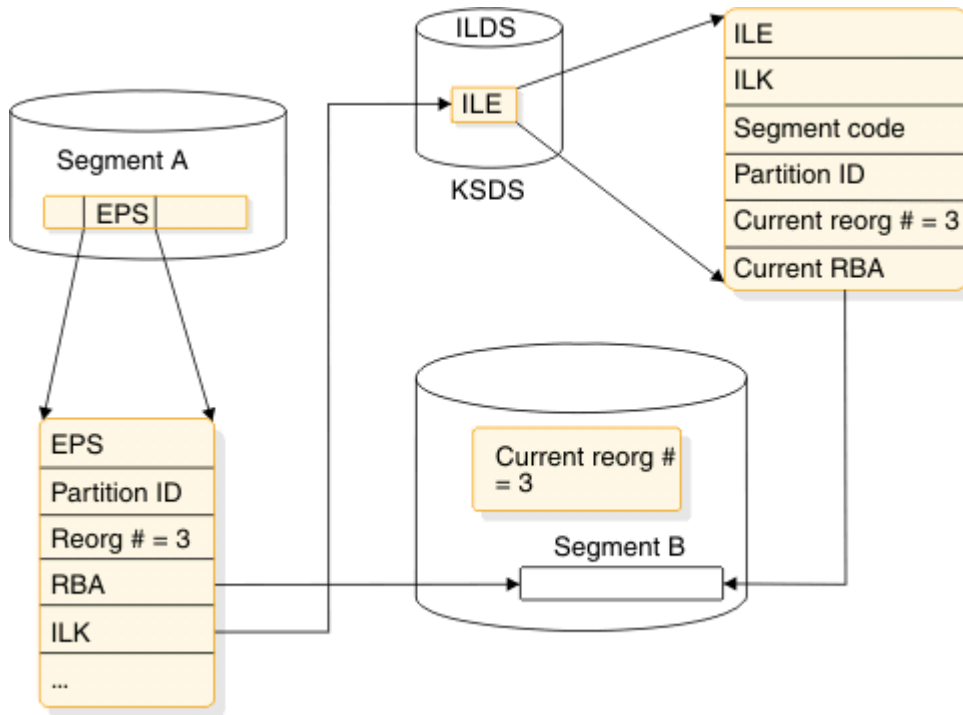 ILDS
ILE
KSDS
ILE
ILK
Segment code
Partition ID
Current reorg # = 3
Current RBA
Segment A
EPS
EPS
Partition ID
Reorg # = 3
RBA
ILK
...
Current reorg #
= 3
Segment B